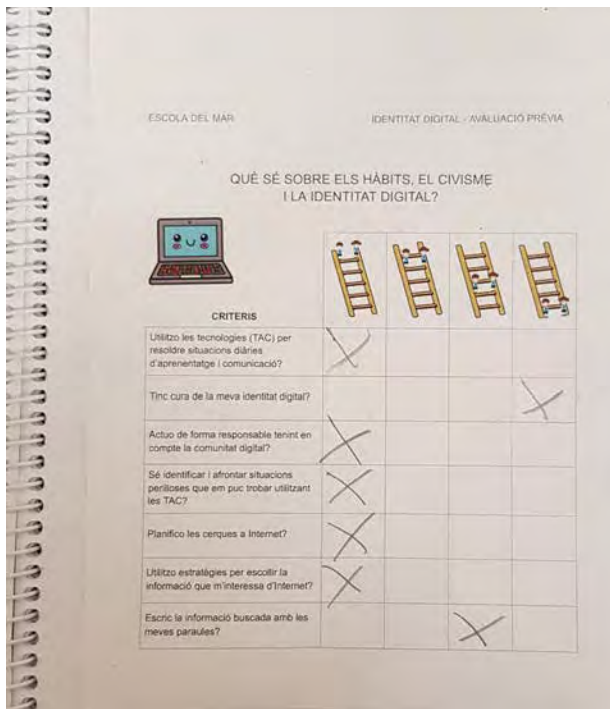 ESCOLA DEL MAR
IDENTITAT DIGITAL - AVALUACIÓ PRÈVIA
QUÈ SÉ SOBRE ELS HÀBITS, EL CIVISME
I LA IDENTITAT DIGITAL?
CRITERIS
Utilitzo les tecnologies (TAC) per
resoldre situacions diàries
d'aprenentatge i comunicació?
Tinc cura de la meva identitat digital?
Actuo de forma responsable tenint en
compte la comunitat digital?
Sé identificar i afrontar situacions
perilloses que em puc trobar utilitzant
les TAC?
Planifico les cerques a Internet?
Utilitzo estratègies per escollir la
informació que m'interessa d'Internet?
Escric la informació buscada amb les
meves paraules?